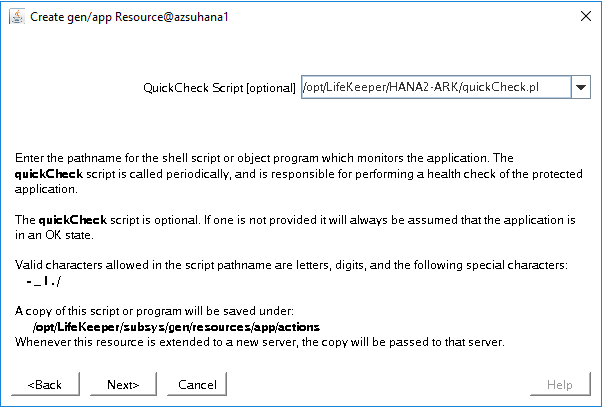 Create gen/app Resource@azsuhana1
QuickCheck Script [optional] /opt/LifeKeeper/HANA2-ARK/quickCheck.pl
Enter the pathname for the shell script or object program which monitors the application. The
quickCheck script is called periodically, and is responsible for performing a health check of the protected
application.
The quickCheck script is optional. If one is not provided it will always be assumed that the application is
in an OK state.
Valid characters allowed in the script pathname are letters, digits, and the following special characters:
- _ ! . /
A copy of this script or program will be saved under:
/opt/LifeKeeper/subsys/gen/resources/app/actions
Whenever this resource is extended to a new server, the copy will be passed to that server.
<Back Next> Cancel Help